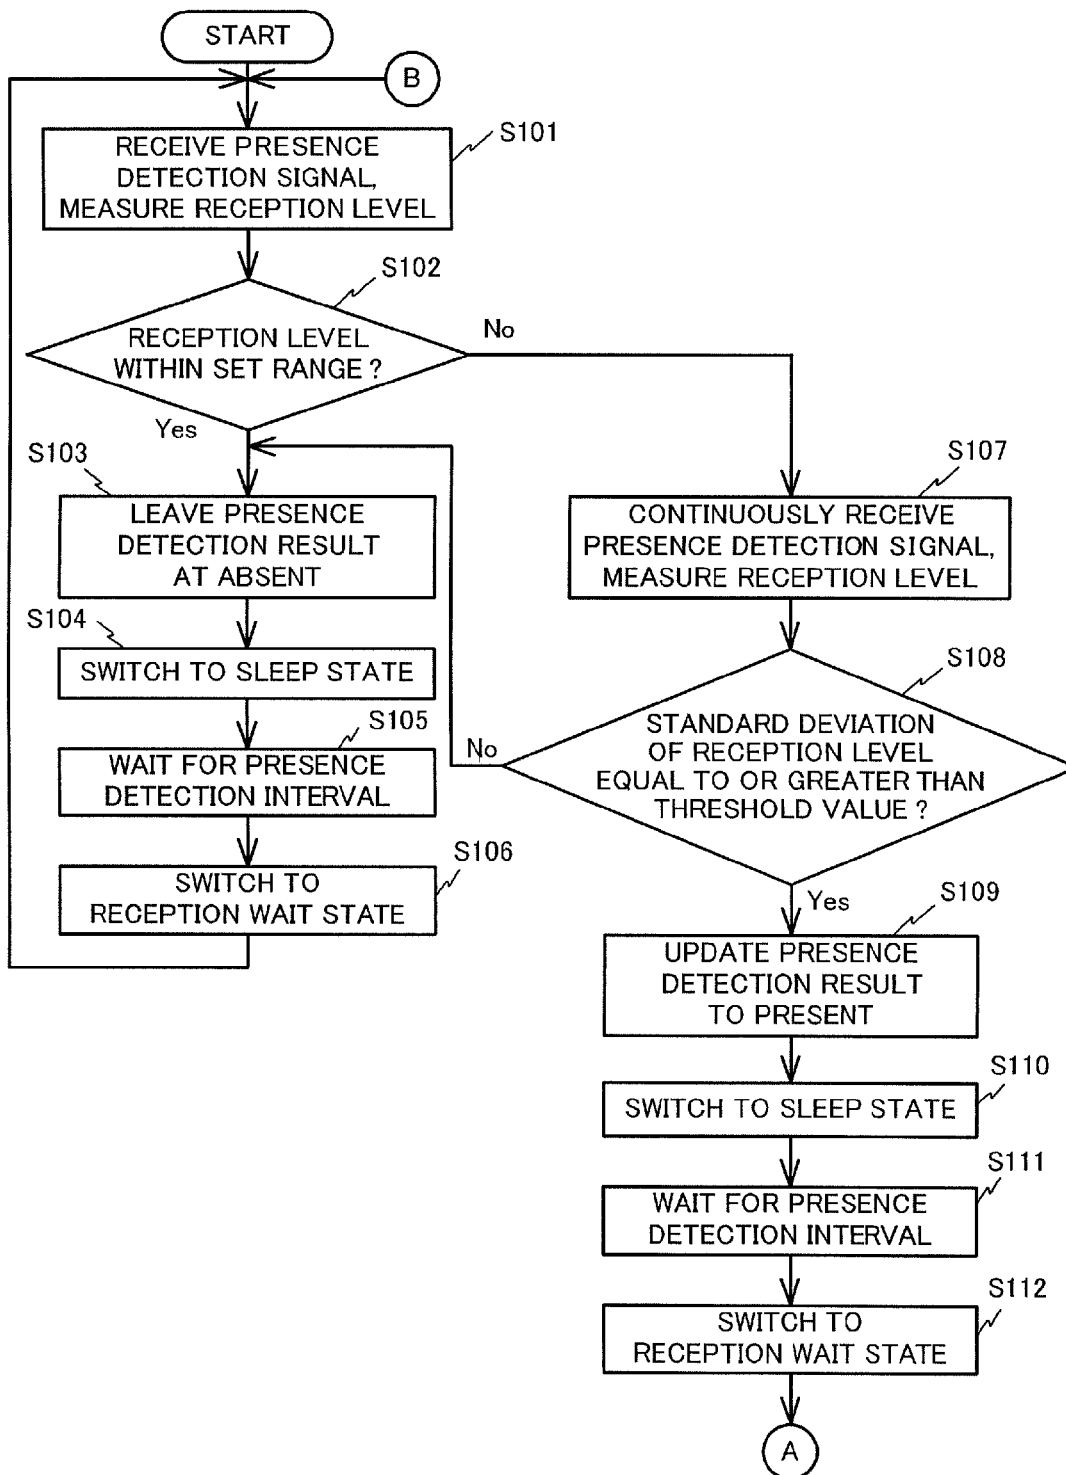 START
B
S101
RECEIVE PRESENCE
DETECTION SIGNAL,
MEASURE RECEPTION LEVEL
S102
RECEPTION LEVEL
WITHIN SET RANGE ?
No
Yes
S103
LEAVE PRESENCE
DETECTION RESULT
AT ABSENT
S104
SWITCH TO SLEEP STATE
S105
WAIT FOR PRESENCE
DETECTION INTERVAL
S106
SWITCH TO
RECEPTION WAIT STATE
S107
CONTINUOUSLY RECEIVE
PRESENCE DETECTION SIGNAL,
MEASURE RECEPTION LEVEL
S108
STANDARD DEVIATION
OF RECEPTION LEVEL
EQUAL TO OR GREATER THAN
THRESHOLD VALUE ?
No
Yes
S109
UPDATE PRESENCE
DETECTION RESULT
TO PRESENT
S110
SWITCH TO SLEEP STATE
S111
WAIT FOR PRESENCE
DETECTION INTERVAL
S112
SWITCH TO
RECEPTION WAIT STATE
A